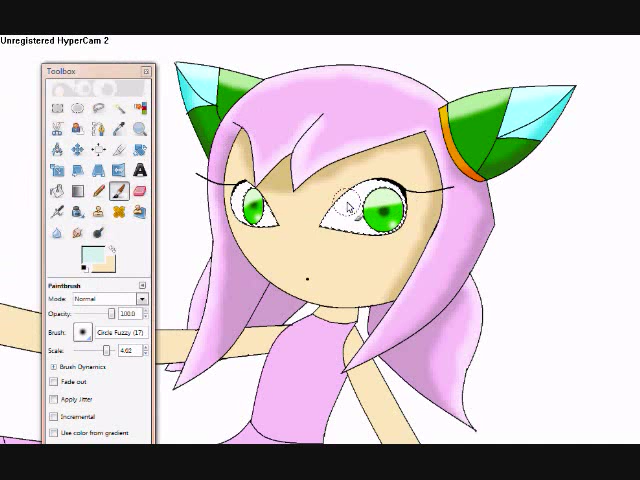 Unregistered HyperCam 2
Toolbox
A
Paintbrush
Mode: Normal
Opacity: 100.0
Brush: Circle Fuzzy (17)
Scale: 4.62
Brush Dynamics
Fade out
Apply Jitter
Incremental
Use color from gradient